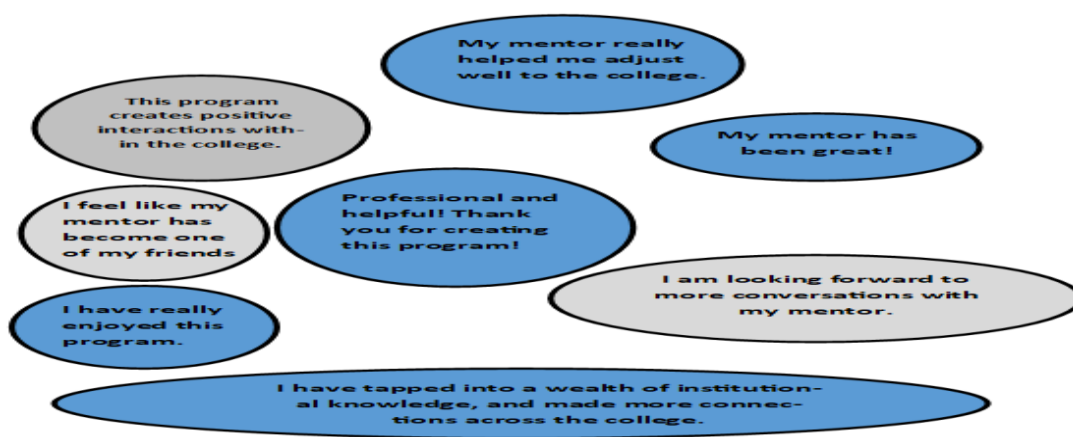 My mentor really
helped me adjust
well to the college.
This program
creates positive
interactions with-
in the college.
My mentor has
been great!
I feel like my
mentor has
become one
of my friends
Professional and
helpful! Thank
you for creating
this program!
I am looking forward to
more conversations with
my mentor.
I have really
enjoyed this
program.
I have tapped into a wealth of institution-
al knowledge, and made more connec-
tions across the college.